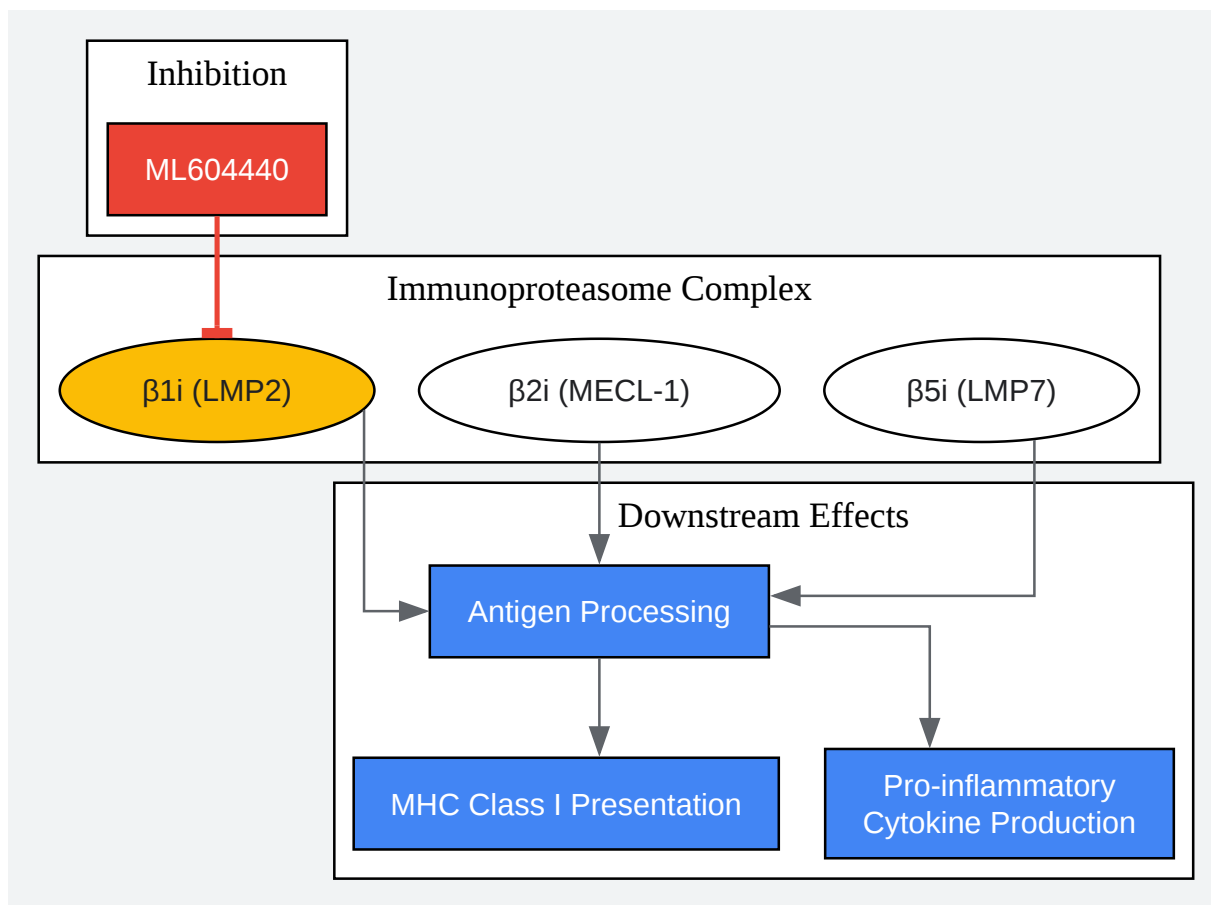 Inhibition
ML604440
Immunoproteasome Complex
β1i (LMP2)
β2i (MECL-1)
β5i (LMP7)
Downstream Effects
Antigen Processing
MHC Class I Presentation
Pro-inflammatory
Cytokine Production